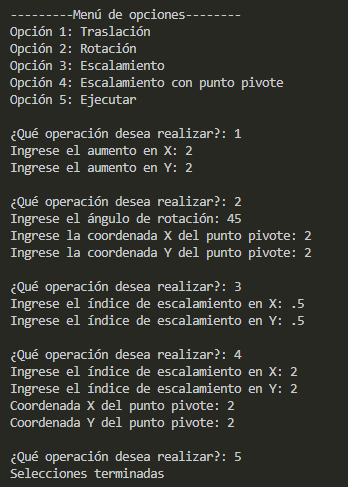 ---------Menú de opciones--------
Opción 1: Traslación
Opción 2: Rotación
Opción 3: Escalamiento
Opción 4: Escalamiento con punto pivote
Opción 5: Ejecutar
¿Qué operación desea realizar?: 1
Ingrese el aumento en X: 2
Ingrese el aumento en Y: 2
¿Qué operación desea realizar?: 2
Ingrese el ángulo de rotación: 45
Ingrese la coordenada X del punto pivote: 2
Ingrese la coordenada Y del punto pivote: 2
¿Qué operación desea realizar?: 3
Ingrese el índice de escalamiento en X: .5
Ingrese el índice de escalamiento en Y: .5
¿Qué operación desea realizar?: 4
Ingrese el índice de escalamiento en X: 2
Ingrese el índice de escalamiento en Y: 2
Coordenada X del punto pivote: 2
Coordenada Y del punto pivote: 2
¿Qué operación desea realizar?: 5
Selecciones terminadas